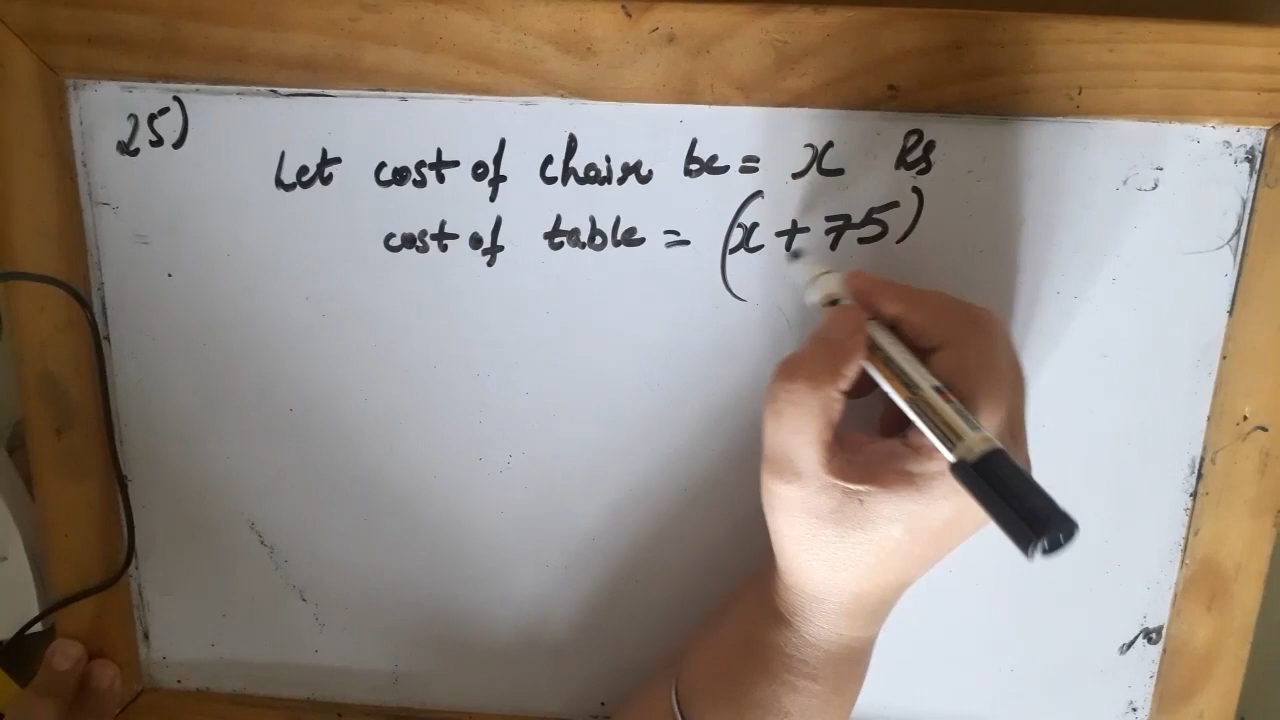 25)
Let cost of chair be = x Rs
cost of table = (x + 75)